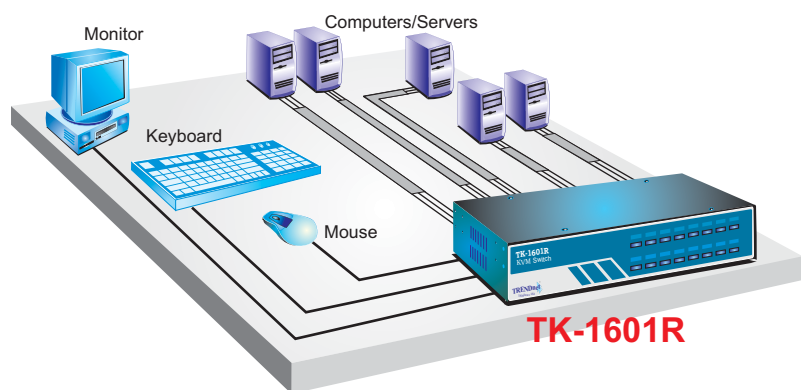 Computers/Servers
Monitor
Keyboard
Mouse
TK-1601R
KVM Switch
TRENDnet
TK-1601R